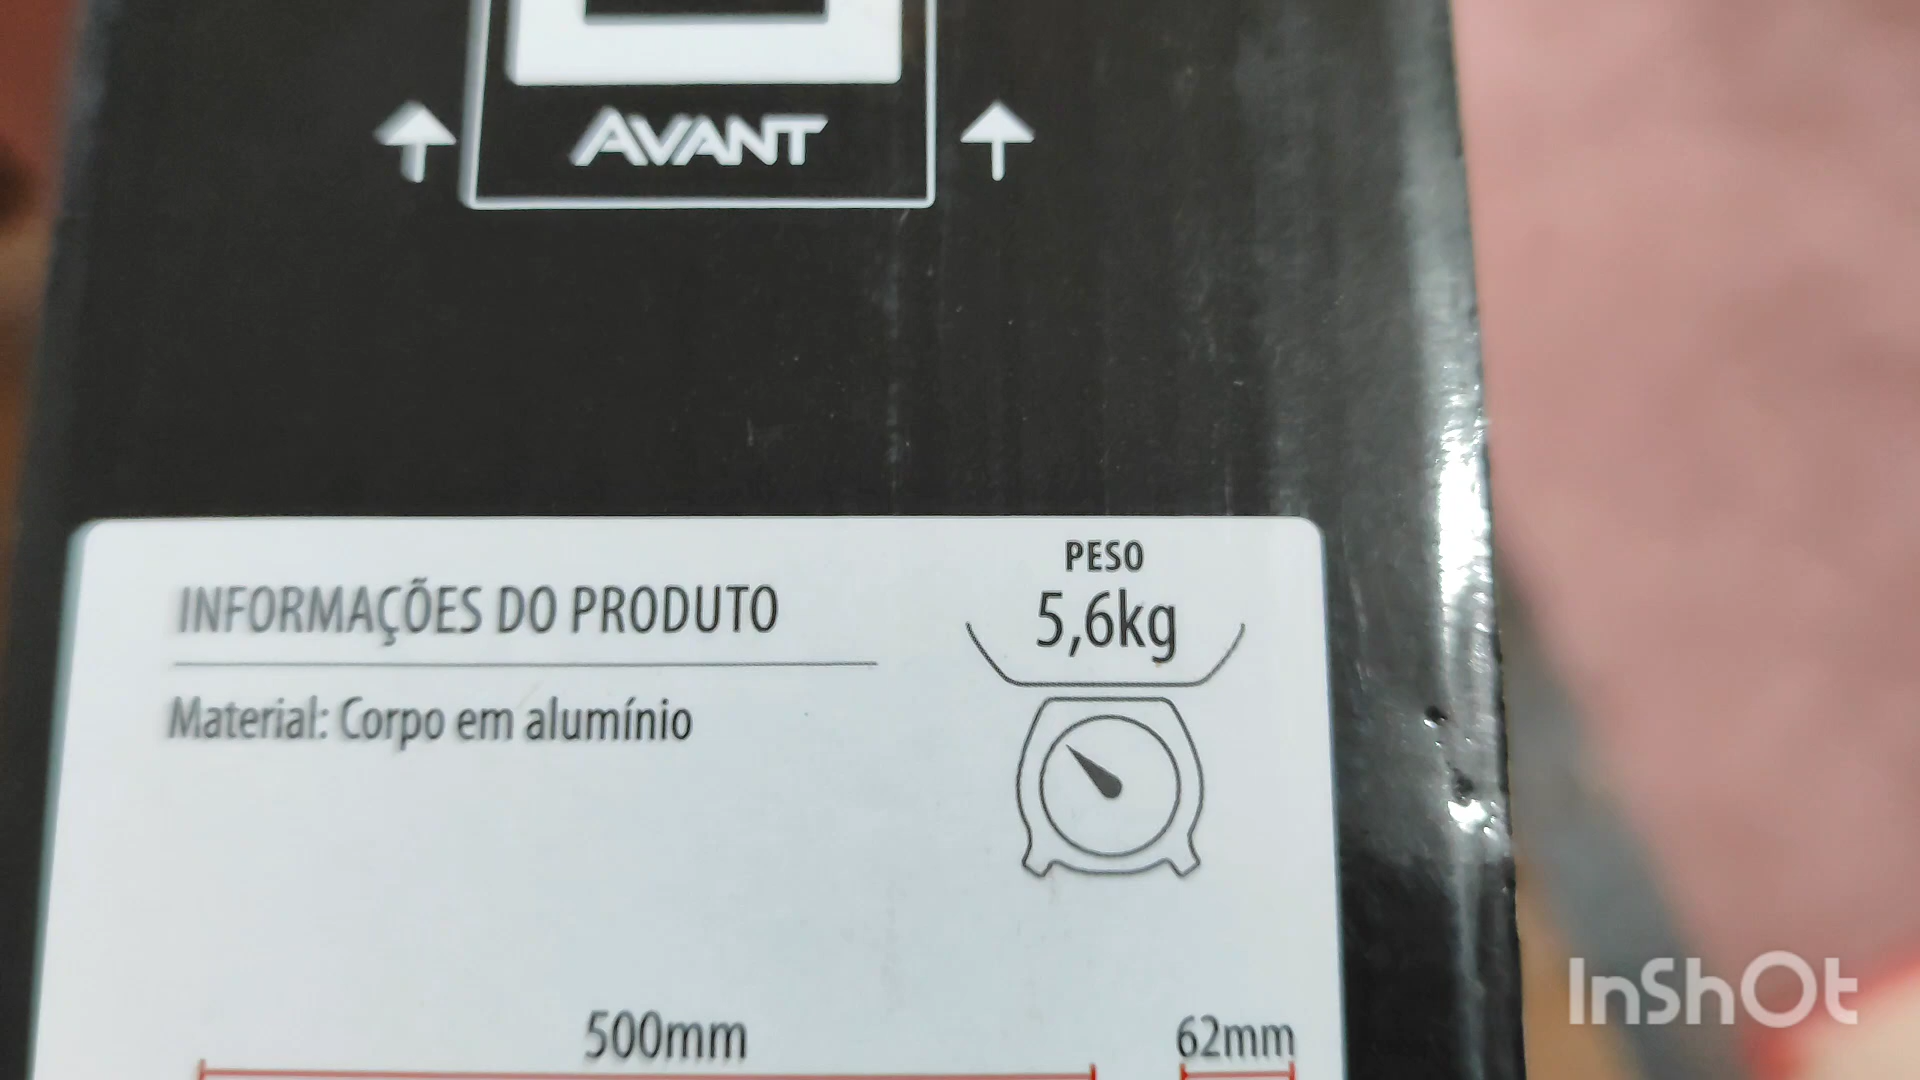 AVANT
PESO
5,6kg
INFORMAÇÕES DO PRODUTO
Material: Corpo em alumínio
500mm
62mm
InShOt